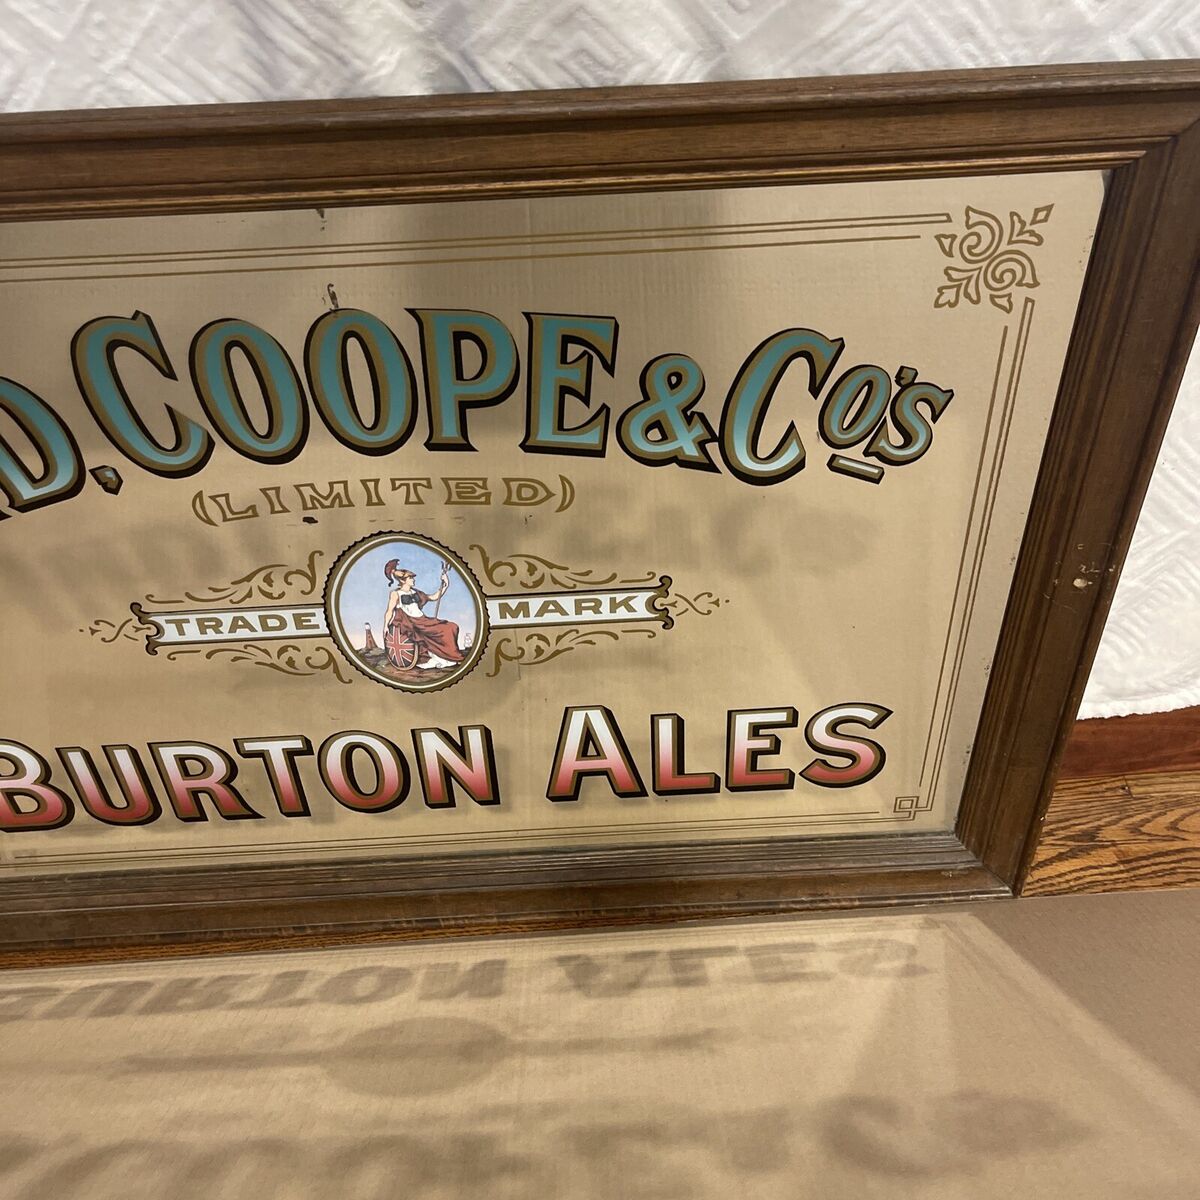 D, COOPE & CO'S
(LIMITED)
TRADE MARK
BURTON ALES